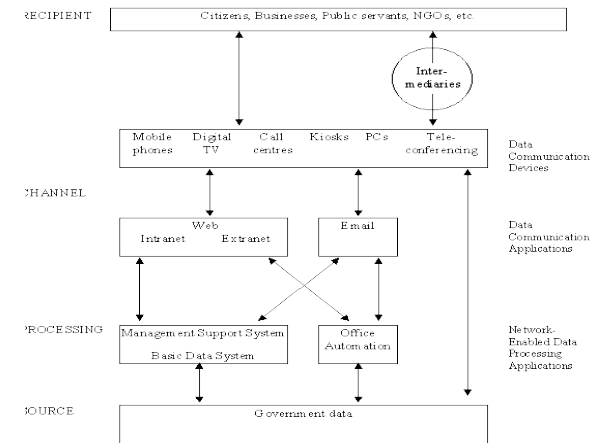 RECIPIENT
Citizens, Businesses, Public servants, NGOs, etc.
Inter-
mediaries
Mobile phones
Digital TV
Call centres
Kiosks
PCs
Tele-
conferencing
Data
Communication
Devices
CHANNEL
Web
Intranet Extranet
Email
Data
Communication
Applications
PROCESSING
Management Support System
Basic Data System
Office
Automation
Network-
Enabled Data
Processing
Applications
SOURCE
Government data